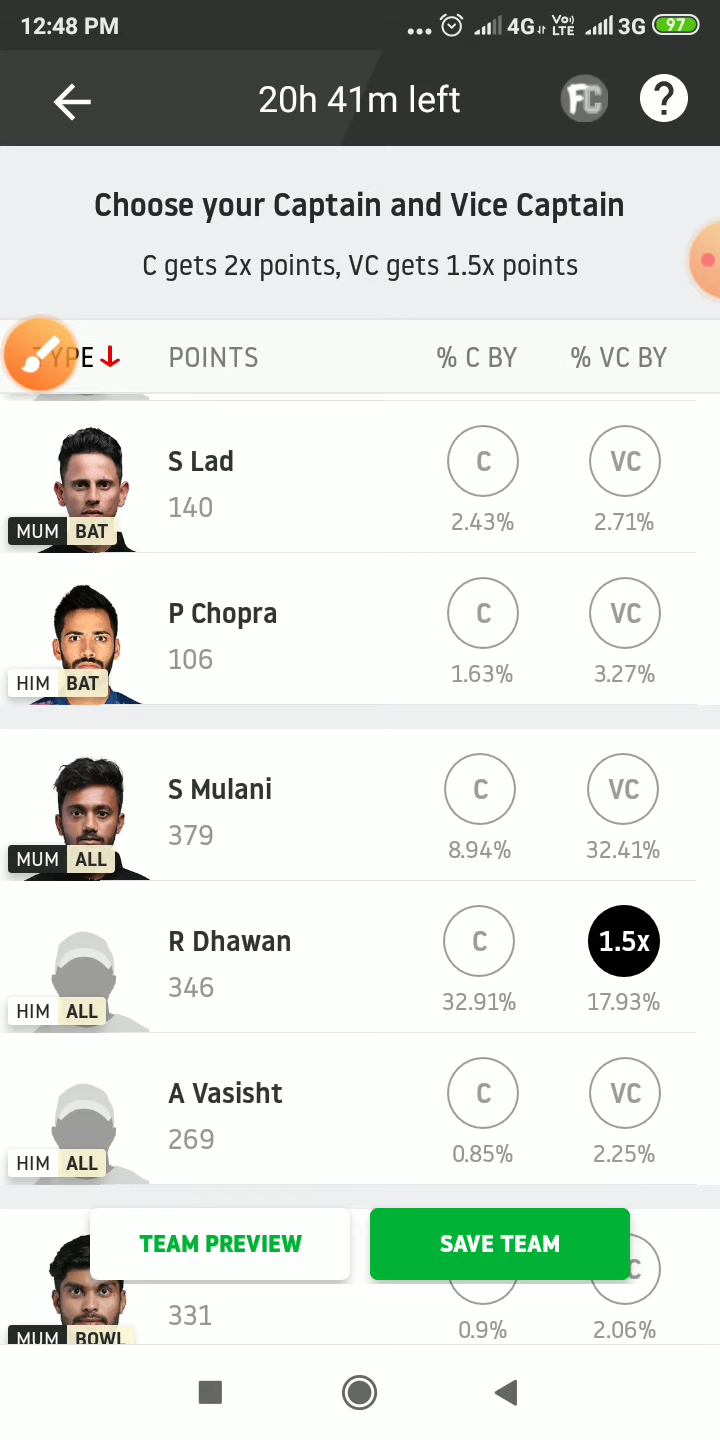 12:48 PM
4G VoLTE 3G 97
20h 41m left
FC ?
Choose your Captain and Vice Captain
C gets 2x points, VC gets 1.5x points
YPE POINTS % C BY % VC BY
S Lad
140
C VC
2.43% 2.71%
MUM BAT
P Chopra
106
C VC
1.63% 3.27%
HIM BAT
S Mulani
379
C VC
8.94% 32.41%
MUM ALL
R Dhawan
346
C 1.5x
32.91% 17.93%
HIM ALL
A Vasisht
269
C VC
0.85% 2.25%
HIM ALL
TEAM PREVIEW SAVE TEAM
C
331
0.9% 2.06%
MUM BOWL